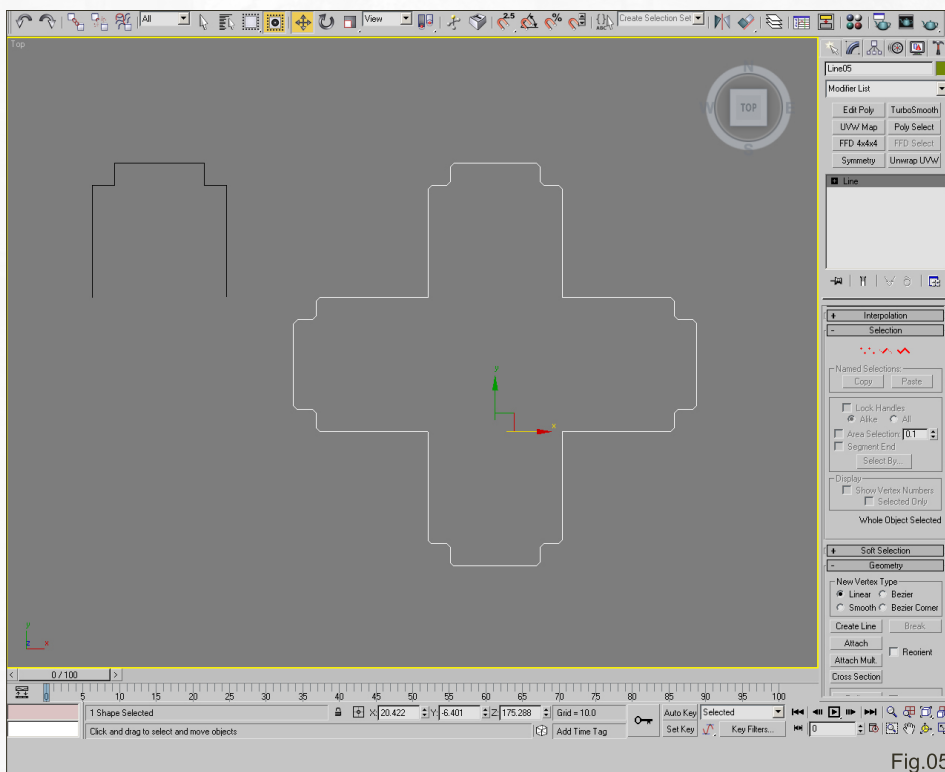 All
View
2.5
%
ABC
Create Selection Set
Top
N
W
TOP
E
S
Line05
Modifier List
Edit Poly TurboSmooth
UVW Map Poly Select
FFD 4x4x4 FFD Select
Symmetry Unwrap UVW
Line
+ Interpolation
- Selection
Named Selections:
Copy Paste
Lock Handles
Alike All
Area Selection: 0.1
Segment End
Select By...
Display
Show Vertex Numbers
Selected Only
Whole Object Selected
+ Soft Selection
- Geometry
New Vertex Type
Linear Bezier
Smooth Bezier Corner
Create Line Break
Attach
Reorient
Attach Mult.
Cross Section
y
x
y
z x
< 0 / 100 >
0 5 10 15 20 25 30 35 40 45 50 55 60 65 70 75 80 85 90 95 100
1 Shape Selected X: 20.422 Y: -6.401 Z: 175.288 Grid = 10.0 Auto Key Selected
Click and drag to select and move objects Add Time Tag Set Key Key Filters... 0
Fig.05